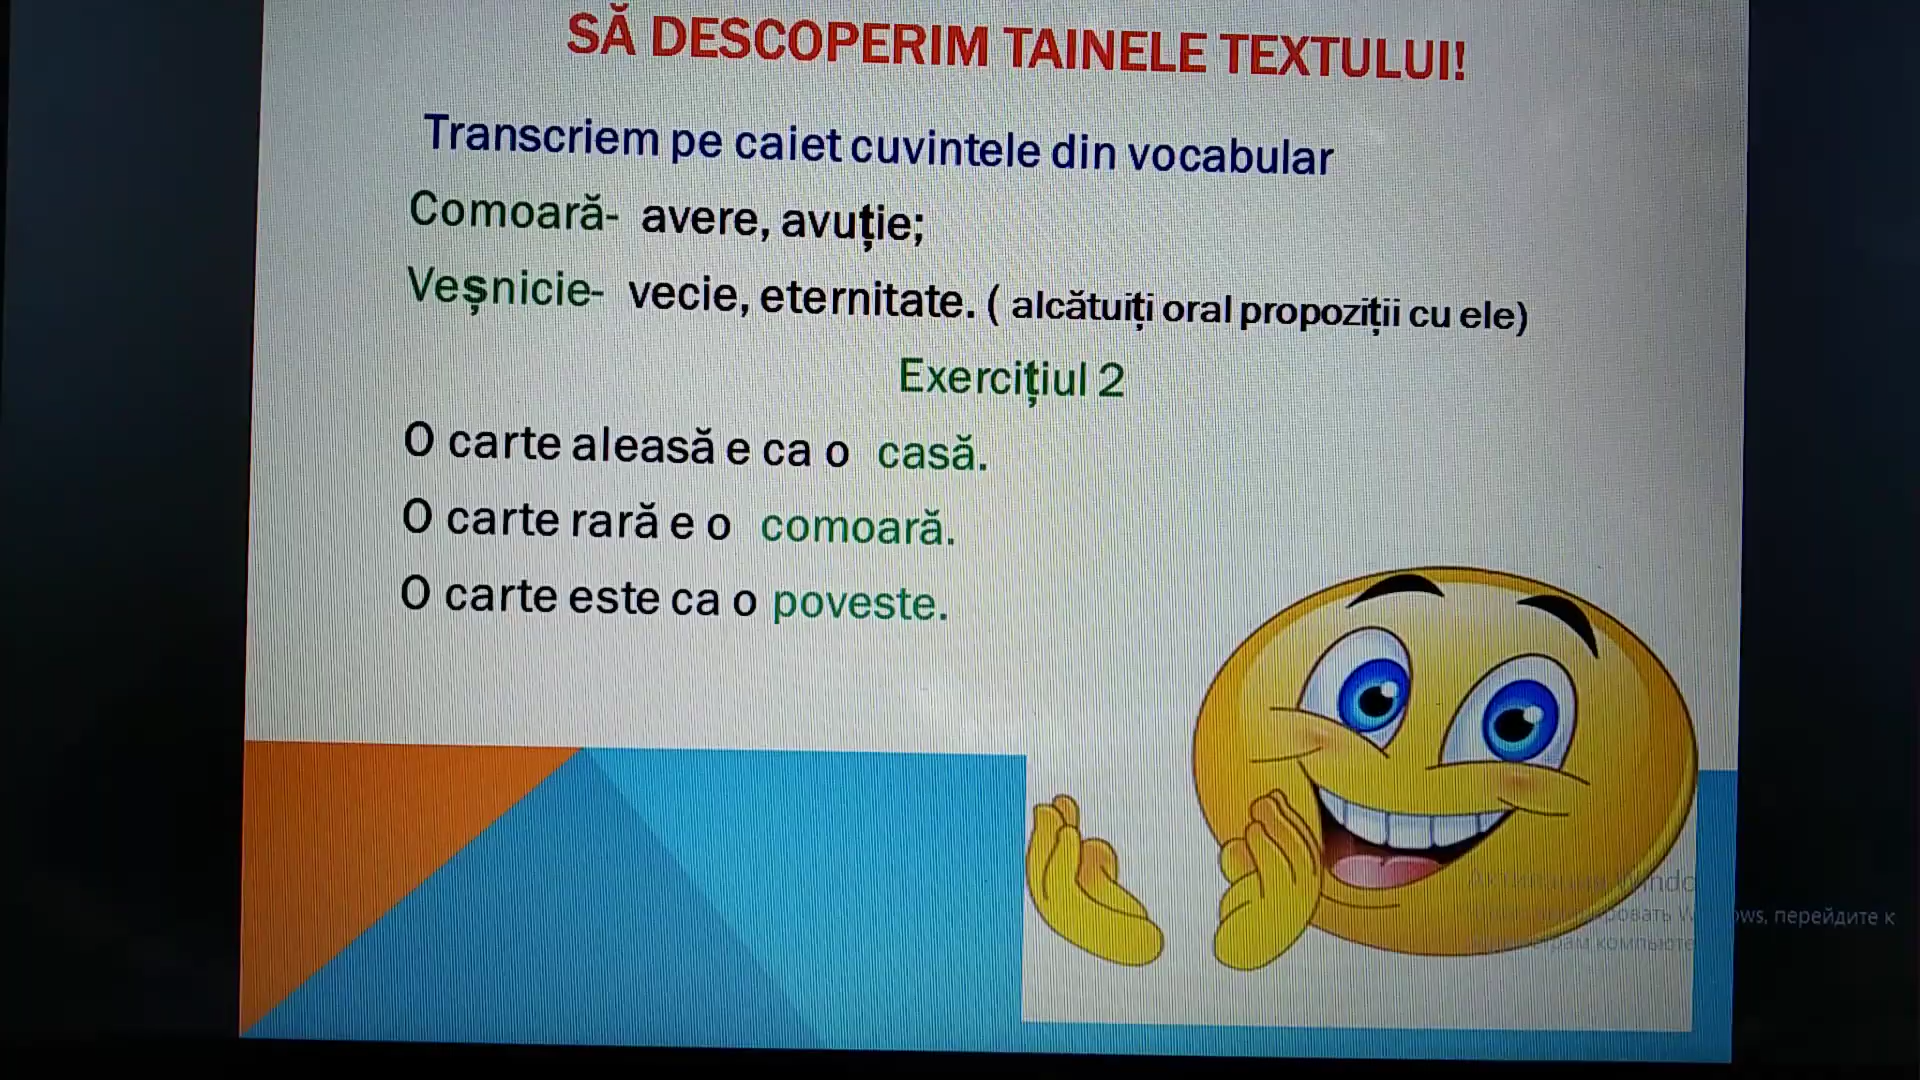 SĂ DESCOPERIM TAINELE TEXTULUI!
Transcriem pe caiet cuvintele din vocabular
Comoară- avere, avuție;
Veșnicie- vecie, eternitate. ( alcătuiți oral propoziții cu ele)
Exercițiul 2
O carte aleasă e ca o casă.
O carte rară e o comoară.
O carte este ca o poveste.
ws, перейдите к